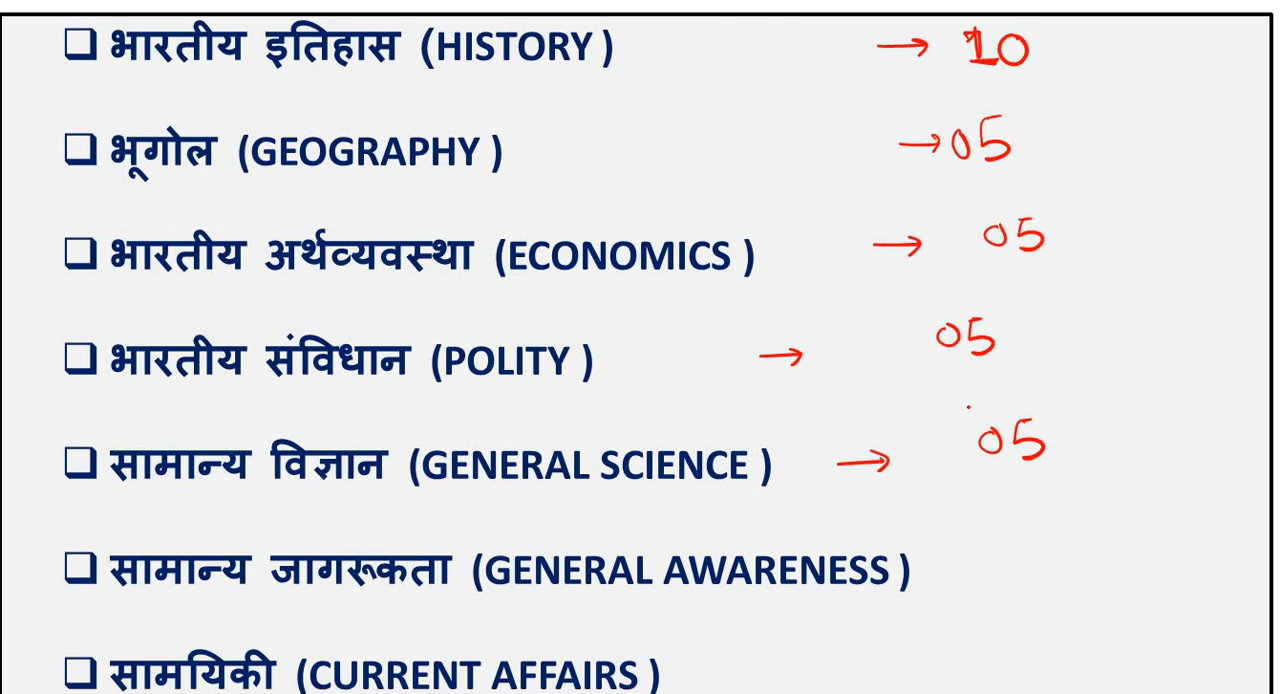 ❑ भारतीय इतिहास (HISTORY ) → 10
❑ भूगोल (GEOGRAPHY ) → 05
❑ भारतीय अर्थव्यवस्था (ECONOMICS ) → 05
❑ भारतीय संविधान (POLITY ) → 05
❑ सामान्य विज्ञान (GENERAL SCIENCE ) → 05
❑ सामान्य जागरूकता (GENERAL AWARENESS )
❑ सामयिकी (CURRENT AFFAIRS )